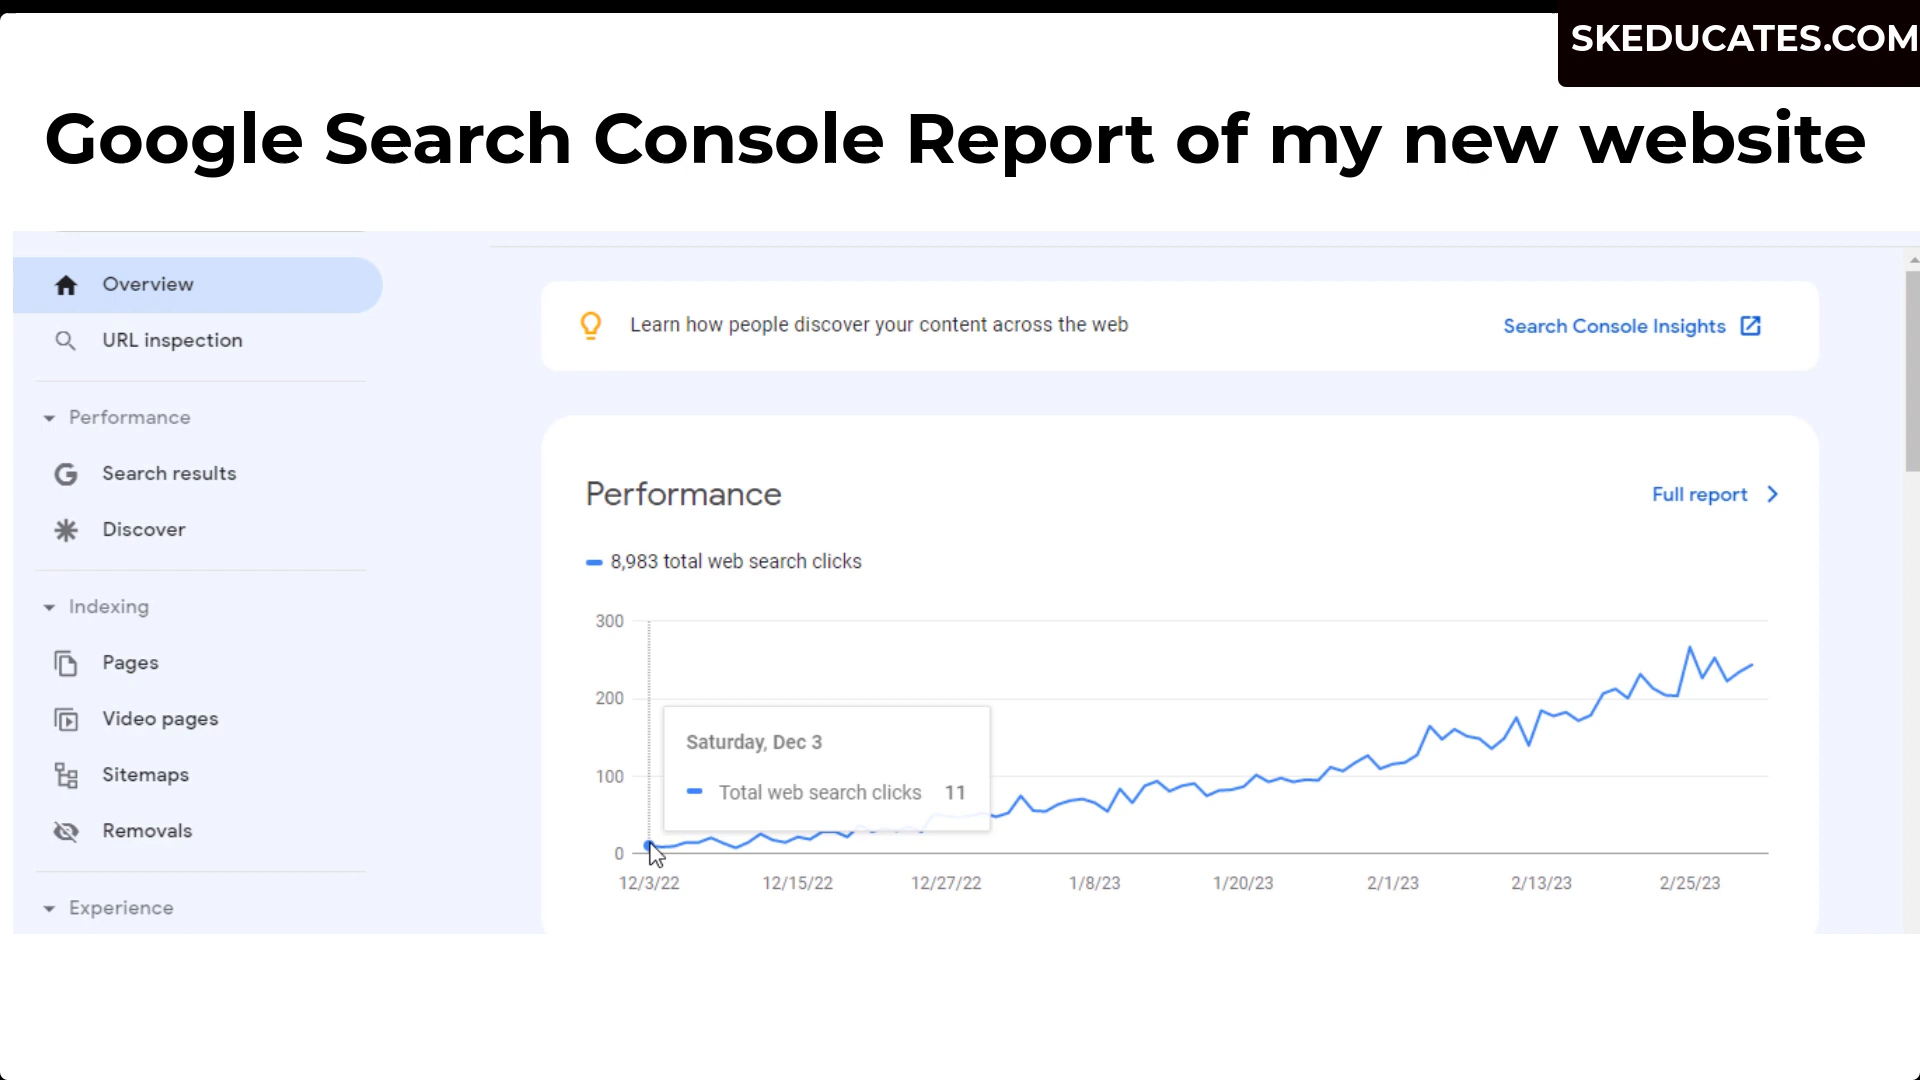 SKEDUCATES.COM
Google Search Console Report of my new website
Overview
URL inspection
Performance
Search results
Discover
Indexing
Pages
Video pages
Sitemaps
Removals
Experience
Learn how people discover your content across the web
Search Console Insights
Performance
Full report
8,983 total web search clicks
300
200
100
0
Saturday, Dec 3
Total web search clicks 11
12/3/22 12/15/22 12/27/22 1/8/23 1/20/23 2/1/23 2/13/23 2/25/23